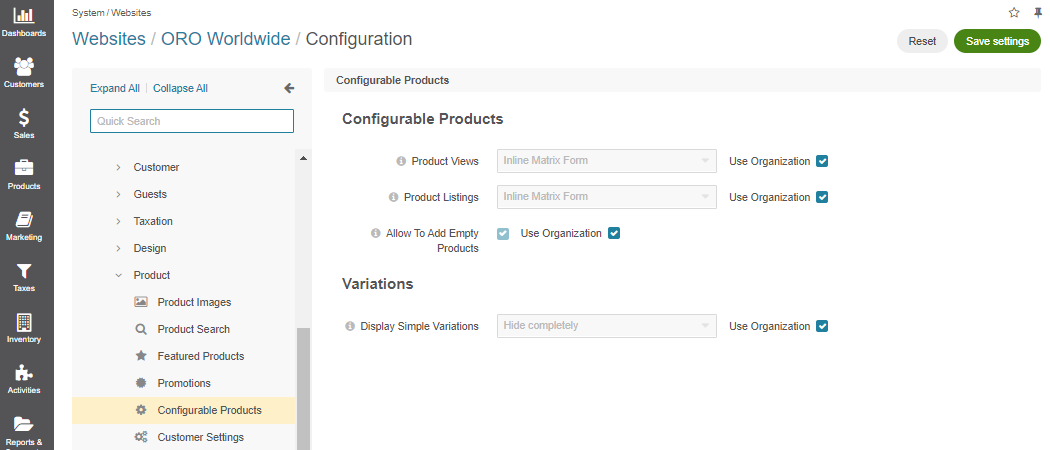 Dashboards
Customers
Sales
Products
Marketing
Taxes
Inventory
Activities
Reports &
System / Websites
Websites / ORO Worldwide / Configuration
Reset
Save settings
Expand All | Collapse All
Quick Search
Customer
Guests
Taxation
Design
Product
Product Images
Product Search
Featured Products
Promotions
Configurable Products
Customer Settings
Configurable Products
Configurable Products
Product Views
Inline Matrix Form
Use Organization
Product Listings
Inline Matrix Form
Use Organization
Allow To Add Empty
Products
Use Organization
Variations
Display Simple Variations
Hide completely
Use Organization